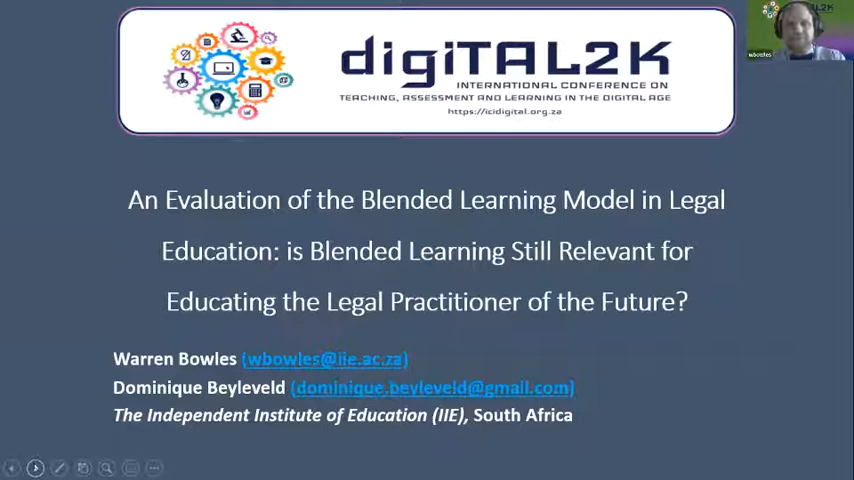 digiTAL2K
INTERNATIONAL CONFERENCE ON
TEACHING, ASSESSMENT AND LEARNING IN THE DIGITAL AGE
https://icidigital.org.za
wbowles
An Evaluation of the Blended Learning Model in Legal
Education: is Blended Learning Still Relevant for
Educating the Legal Practitioner of the Future?
Warren Bowles (wbowles@iie.ac.za)
Dominique Beyleveld (dominique.beyleveld@gmail.com)
The Independent Institute of Education (IIE), South Africa